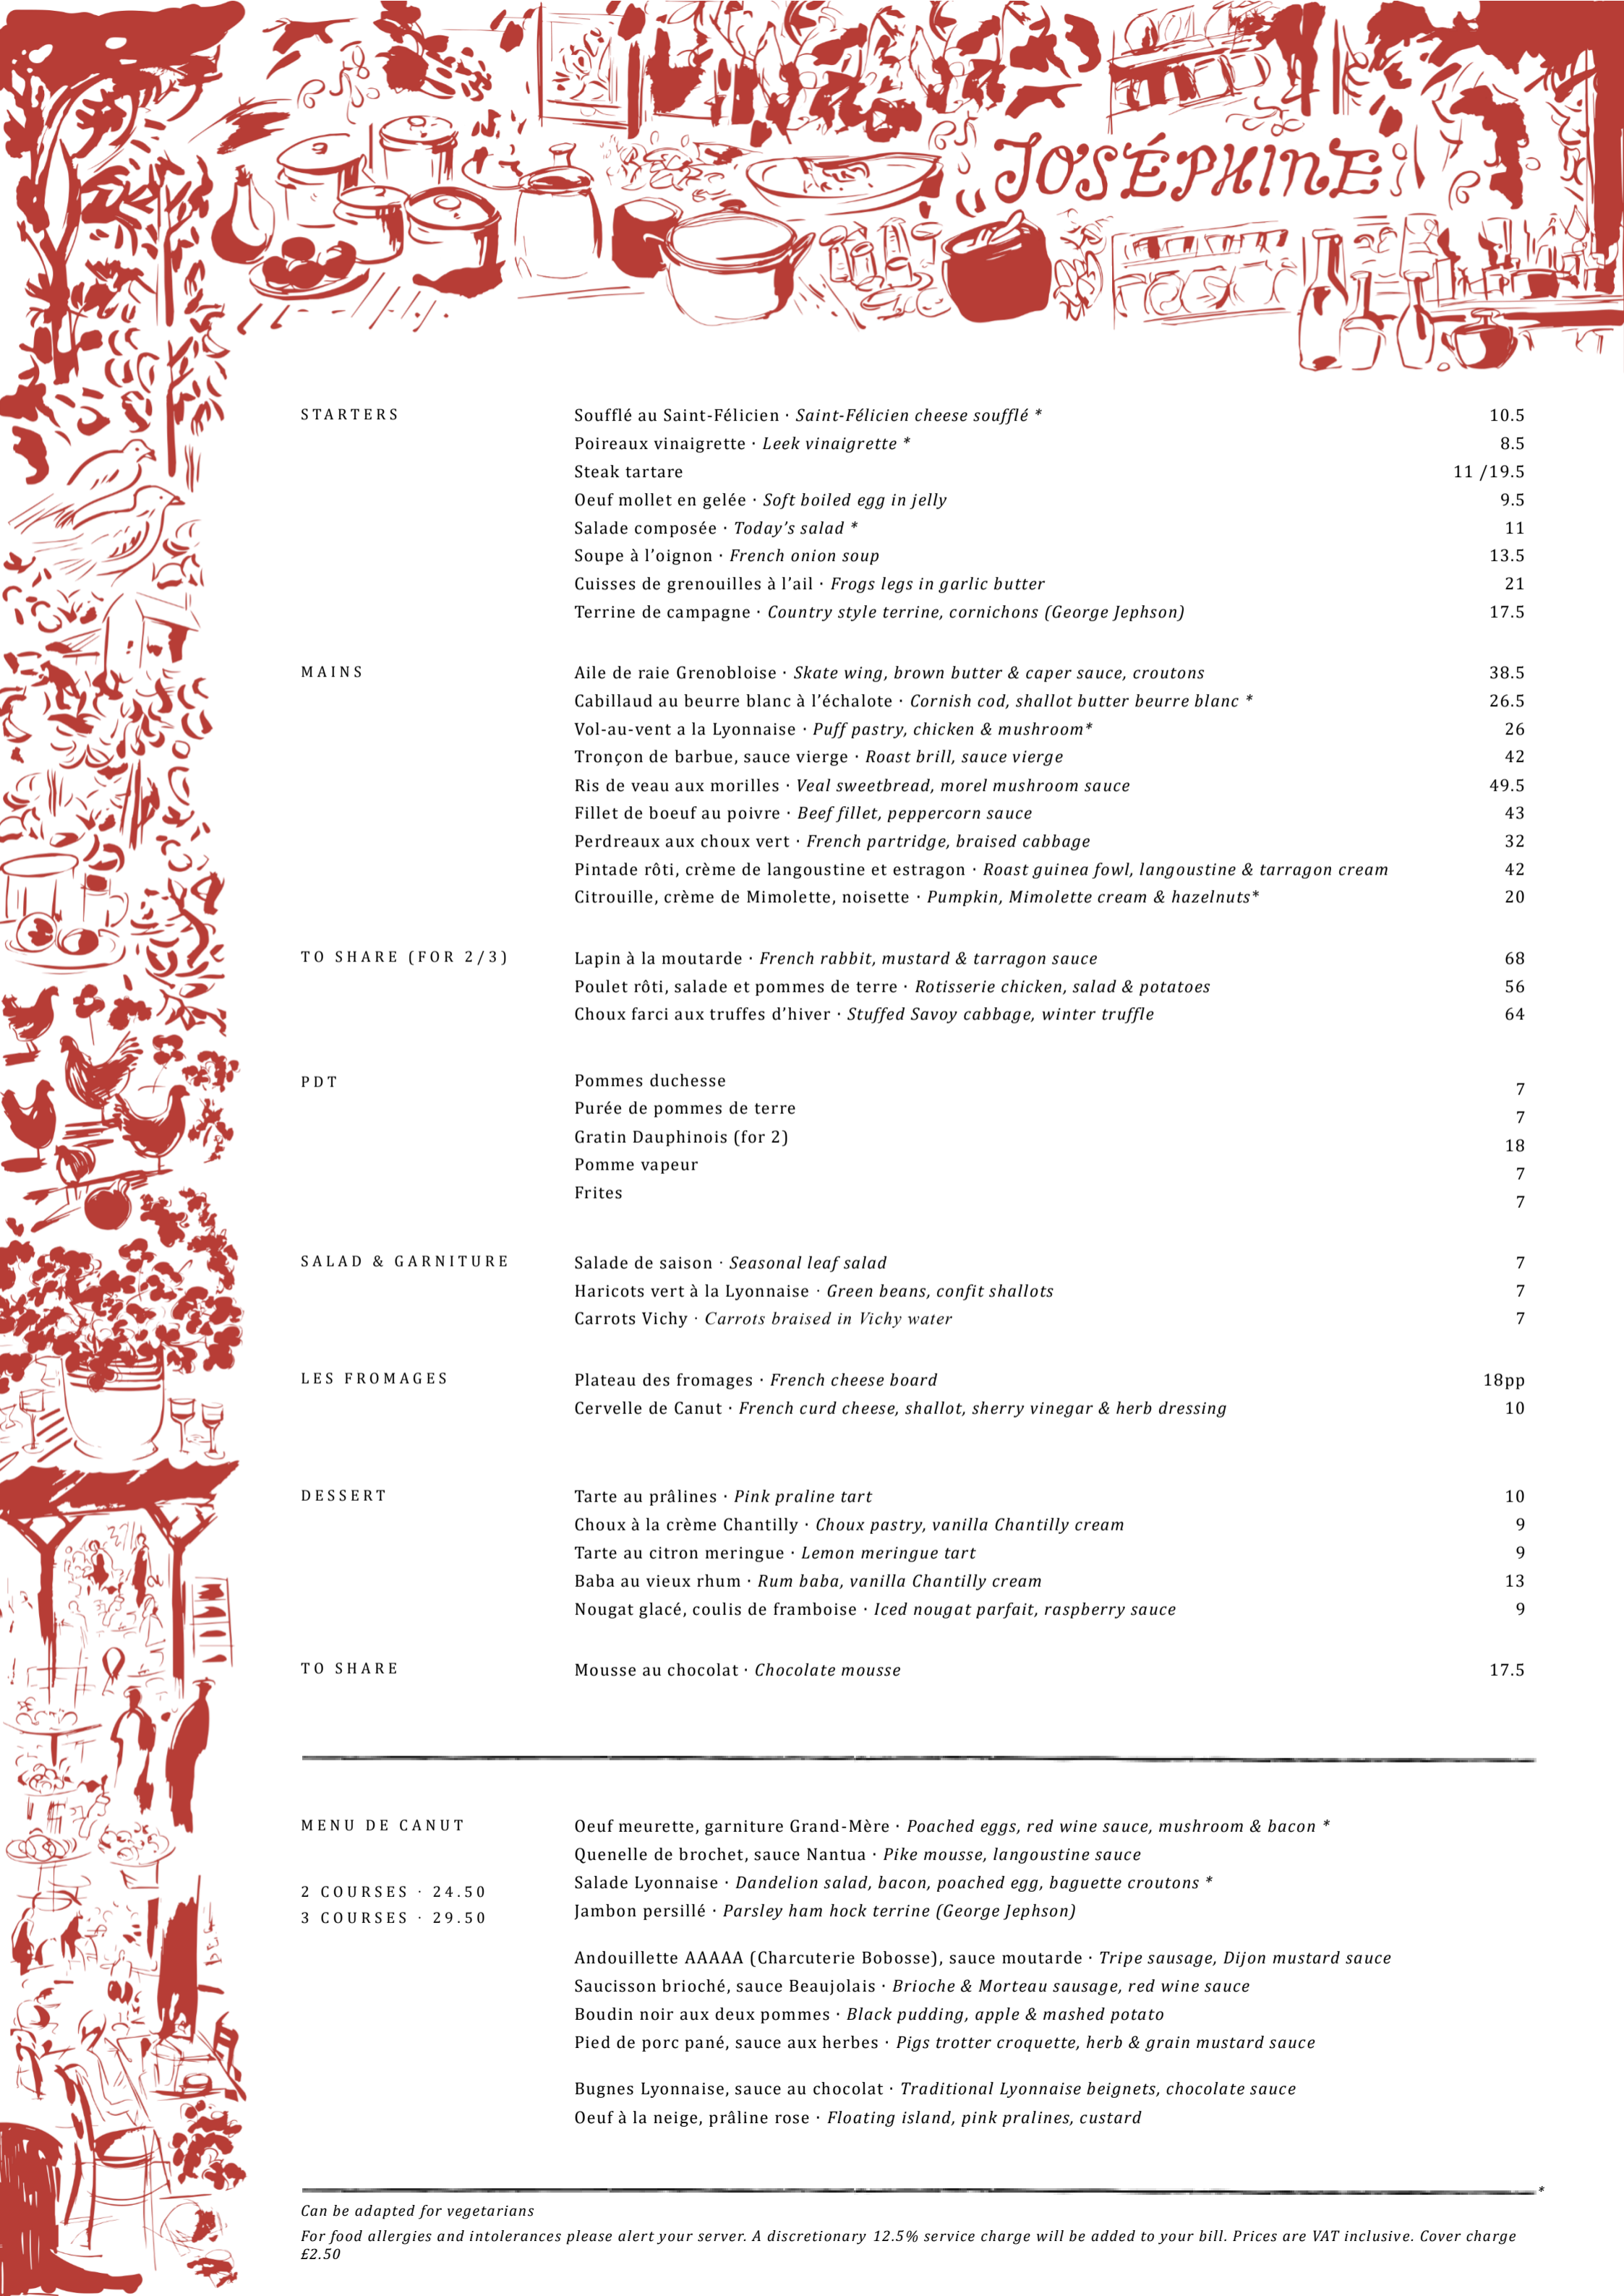 JOSÉPHINE
STARTERS
Soufflé au Saint-Félicien · Saint-Félicien cheese soufflé * 10.5
Poireaux vinaigrette · Leek vinaigrette * 8.5
Steak tartare 11 /19.5
Oeuf mollet en gelée · Soft boiled egg in jelly 9.5
Salade composée · Today’s salad * 11
Soupe à l’oignon · French onion soup 13.5
Cuisses de grenouilles à l’ail · Frogs legs in garlic butter 21
Terrine de campagne · Country style terrine, cornichons (George Jephson) 17.5
MAINS
Aile de raie Grenobloise · Skate wing, brown butter & caper sauce, croutons 38.5
Cabillaud au beurre blanc à l’échalote · Cornish cod, shallot butter beurre blanc * 26.5
Vol-au-vent a la Lyonnaise · Puff pastry, chicken & mushroom* 26
Tronçon de barbue, sauce vierge · Roast brill, sauce vierge 42
Ris de veau aux morilles · Veal sweetbread, morel mushroom sauce 49.5
Fillet de boeuf au poivre · Beef fillet, peppercorn sauce 43
Perdreaux aux choux vert · French partridge, braised cabbage 32
Pintade rôti, crème de langoustine et estragon · Roast guinea fowl, langoustine & tarragon cream 42
Citrouille, crème de Mimolette, noisette · Pumpkin, Mimolette cream & hazelnuts* 20
TO SHARE (FOR 2/3)
Lapin à la moutarde · French rabbit, mustard & tarragon sauce 68
Poulet rôti, salade et pommes de terre · Rotisserie chicken, salad & potatoes 56
Choux farci aux truffes d’hiver · Stuffed Savoy cabbage, winter truffle 64
PDT
Pommes duchesse 7
Purée de pommes de terre 7
Gratin Dauphinois (for 2) 18
Pomme vapeur 7
Frites 7
SALAD & GARNITURE
Salade de saison · Seasonal leaf salad 7
Haricots vert à la Lyonnaise · Green beans, confit shallots 7
Carrots Vichy · Carrots braised in Vichy water 7
LES FROMAGES
Plateau des fromages · French cheese board 18pp
Cervelle de Canut · French curd cheese, shallot, sherry vinegar & herb dressing 10
DESSERT
Tarte au prâlines · Pink praline tart 10
Choux à la crème Chantilly · Choux pastry, vanilla Chantilly cream 9
Tarte au citron meringue · Lemon meringue tart 9
Baba au vieux rhum · Rum baba, vanilla Chantilly cream 13
Nougat glacé, coulis de framboise · Iced nougat parfait, raspberry sauce 9
TO SHARE
Mousse au chocolat · Chocolate mousse 17.5
MENU DE CANUT
2 COURSES · 24.50
3 COURSES · 29.50
Oeuf meurette, garniture Grand-Mère · Poached eggs, red wine sauce, mushroom & bacon *
Quenelle de brochet, sauce Nantua · Pike mousse, langoustine sauce
Salade Lyonnaise · Dandelion salad, bacon, poached egg, baguette croutons *
Jambon persillé · Parsley ham hock terrine (George Jephson)
Andouillette AAAAA (Charcuterie Bobosse), sauce moutarde · Tripe sausage, Dijon mustard sauce
Saucisson brioché, sauce Beaujolais · Brioche & Morteau sausage, red wine sauce
Boudin noir aux deux pommes · Black pudding, apple & mashed potato
Pied de porc pané, sauce aux herbes · Pigs trotter croquette, herb & grain mustard sauce
Bugnes Lyonnaise, sauce au chocolat · Traditional Lyonnaise beignets, chocolate sauce
Oeuf à la neige, prâline rose · Floating island, pink pralines, custard
*
Can be adapted for vegetarians
For food allergies and intolerances please alert your server. A discretionary 12.5% service charge will be added to your bill. Prices are VAT inclusive. Cover charge
£2.50